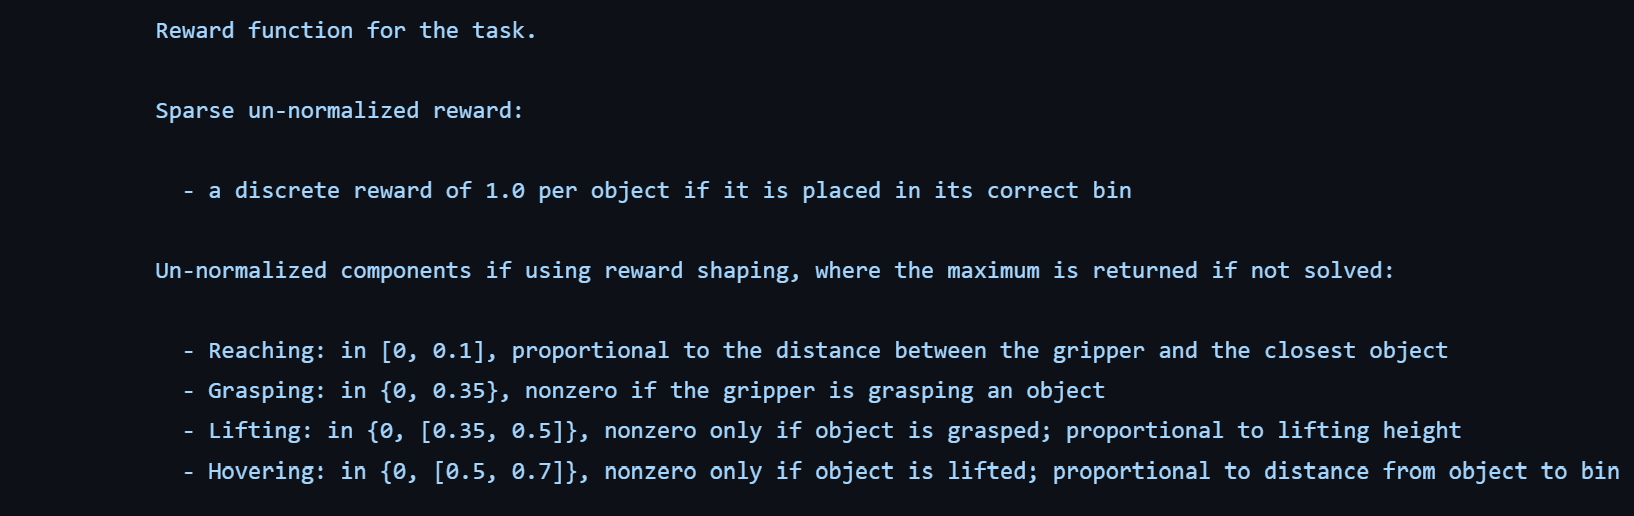 Reward function for the task.
Sparse un-normalized reward:
- a discrete reward of 1.0 per object if it is placed in its correct bin
Un-normalized components if using reward shaping, where the maximum is returned if not solved:
- Reaching: in [0, 0.1], proportional to the distance between the gripper and the closest object
- Grasping: in {0, 0.35}, nonzero if the gripper is grasping an object
- Lifting: in {0, [0.35, 0.5]}, nonzero only if object is grasped; proportional to lifting height
- Hovering: in {0, [0.5, 0.7]}, nonzero only if object is lifted; proportional to distance from object to bin